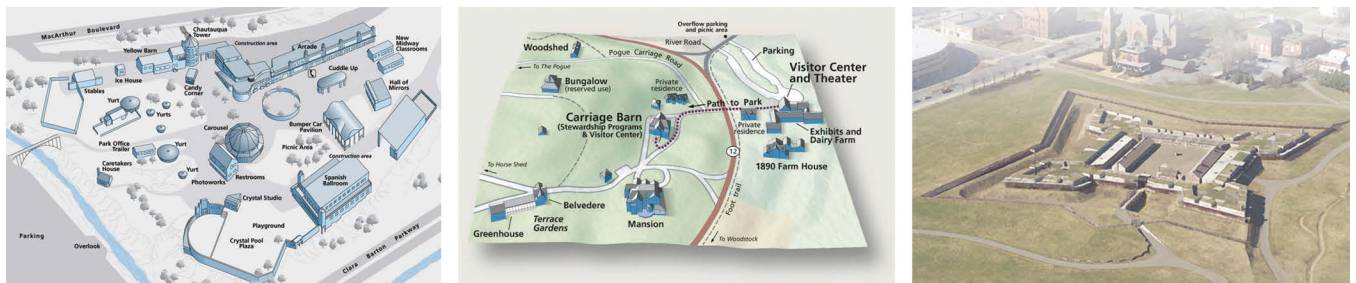 MacArthur Boulevard
Chautauqua
Tower
Yellow Barn
Construction area
Arcade
New
Midway
Classrooms
Ice House
Candy
Corner
Cuddle Up
Stables
Hall of
Mirrors
Yurt
Yurts
Carousel
Bumper Car
Pavilion
Park Office
Trailer
Yurt
Picnic Area
Construction area
Caretakers
House
Yurt
Restrooms
Photoworks
Spanish
Ballroom
Crystal Studio
Playground
Parking
Overlook
Crystal Pool
Plaza
Clara Barton Parkway
Overflow parking
and picnic area
River Road
Woodshed
Pogue Carriage Road
Parking
To The Pogue
Visitor Center
and Theater
Bungalow
(reserved use)
Private
residence
Path to Park
Carriage Barn
(Stewardship Programs
& Visitor Center)
Private
residence
Exhibits and
Dairy Farm
12
1890 Farm House
To Horse Shed
Foot trail
Belvedere
Terrace
Gardens
Mansion
Greenhouse
To Woodstock